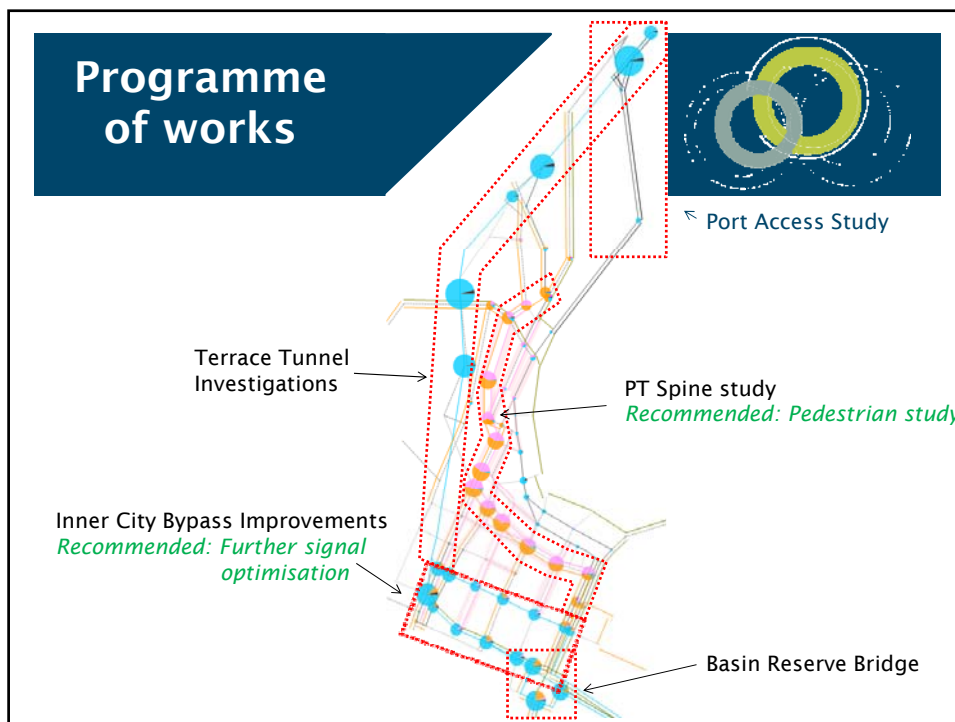 Programme
of works
Port Access Study
Terrace Tunnel
Investigations
PT Spine study
Recommended: Pedestrian study
Inner City Bypass Improvements
Recommended: Further signal
optimisation
Basin Reserve Bridge